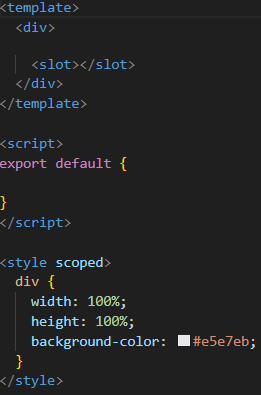 <template>
<div>
<slot></slot>
</div>
</template>
<script>
export default {
}
</script>
<style scoped>
div {
width: 100%;
height: 100%;
background-color: #e5e7eb;
}
</style>